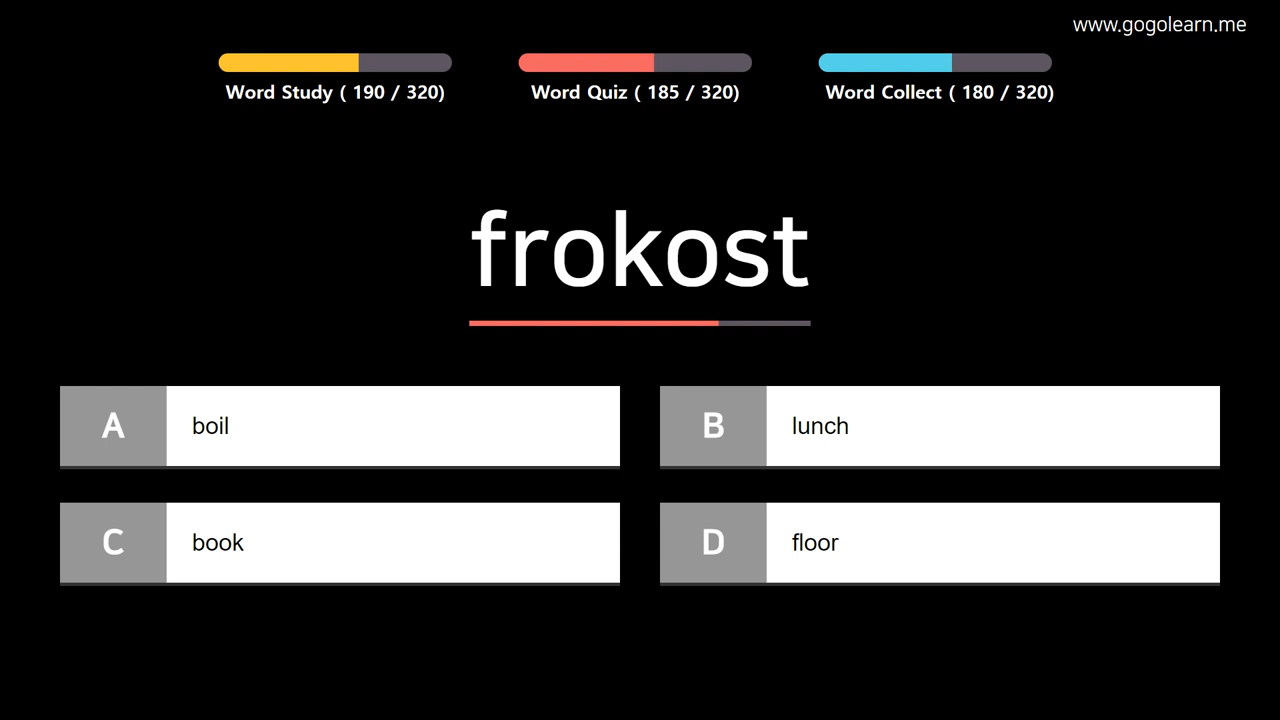 www.gogolearn.me
Word Study ( 190 / 320)
Word Quiz ( 185 / 320)
Word Collect ( 180 / 320)
frokost
A boil
B lunch
C book
D floor